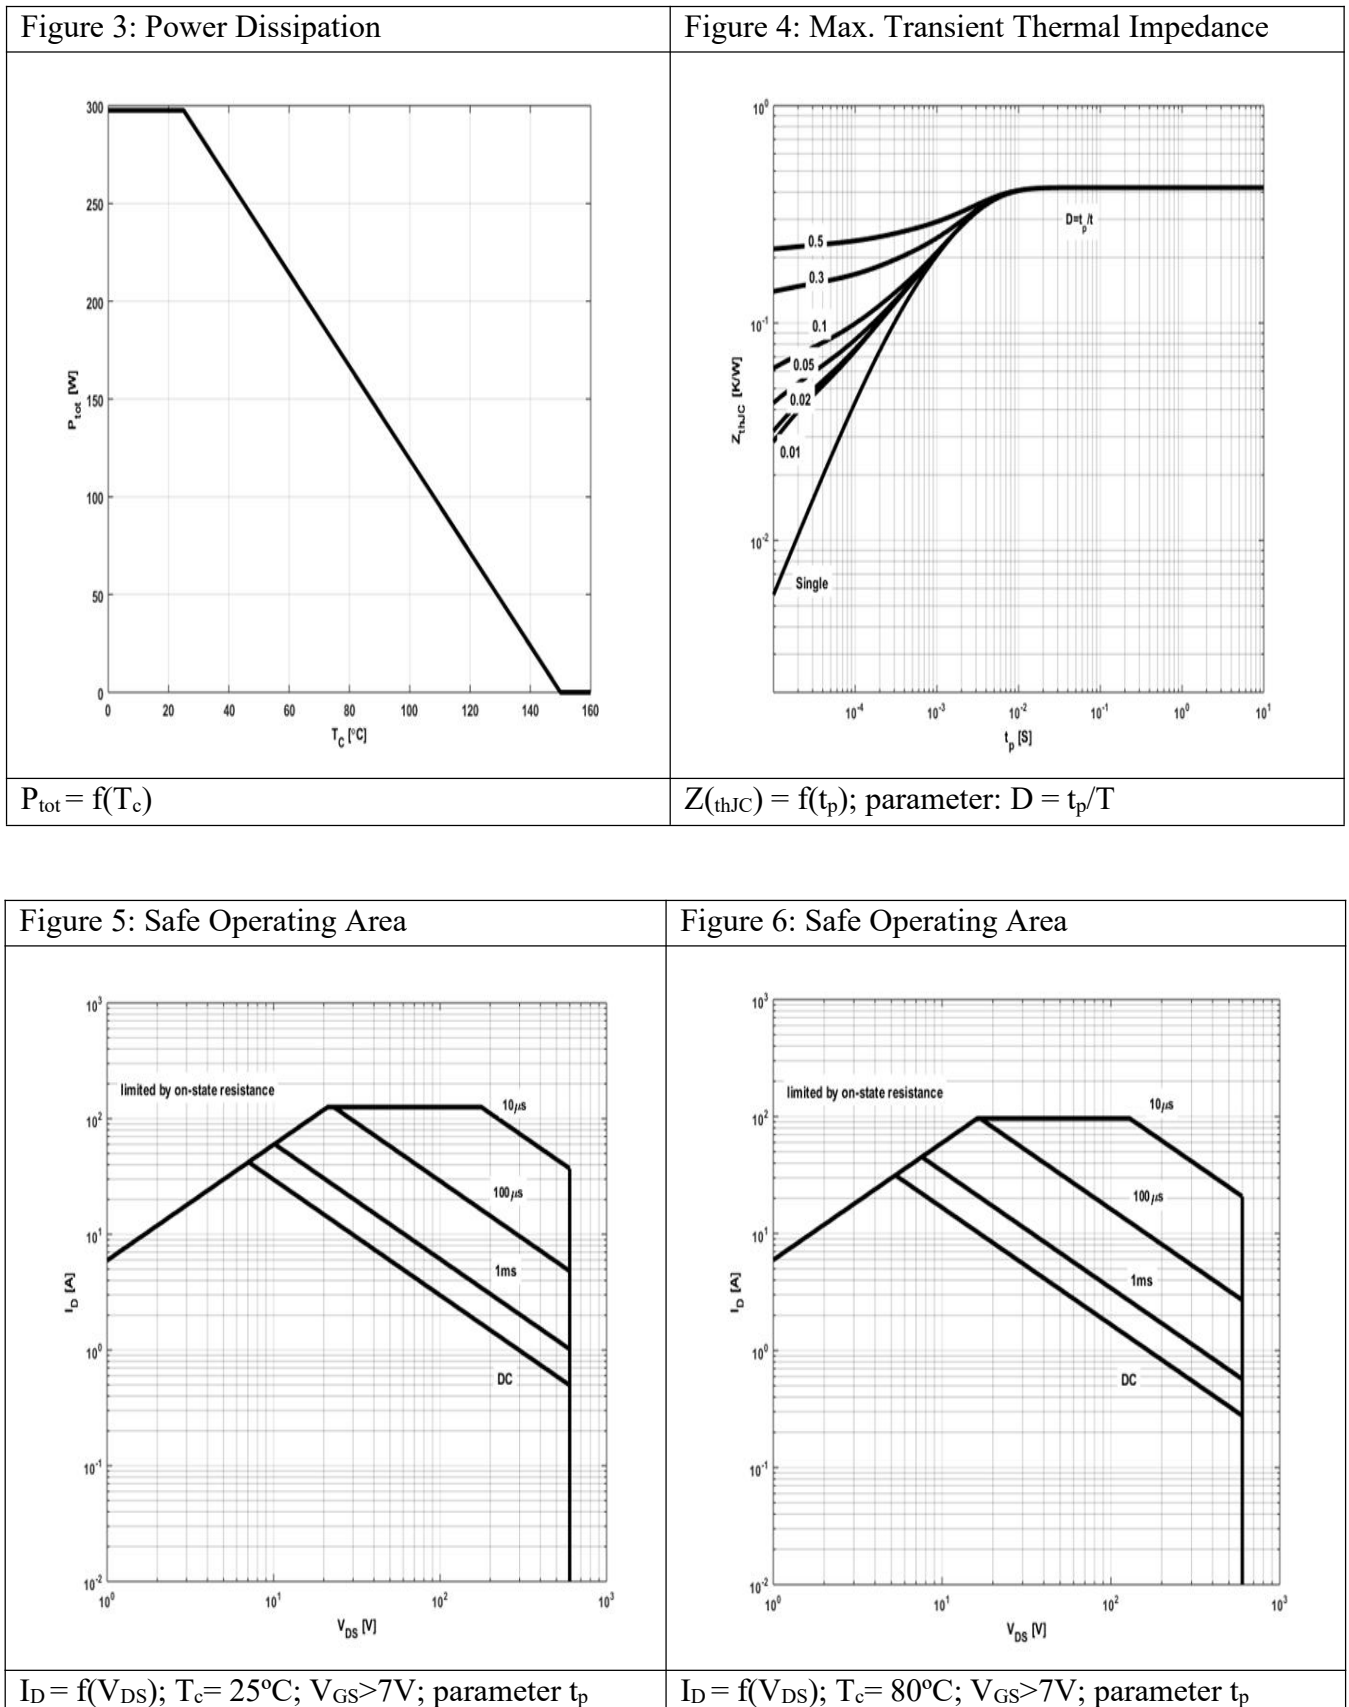 Figure 3: Power Dissipation
Figure 4: Max. Transient Thermal Impedance
300
250
200
150
100
50
0
P_tot [W]
0 20 40 60 80 100 120 140 160
T_C [°C]
10^0
10^-1
10^-2
Z_thJC [K/W]
0.5
0.3
0.1
0.05
0.02
0.01
Single
D=t_p/t
10^-4 10^-3 10^-2 10^-1 10^0 10^1
t_p [S]
P_tot = f(T_c)
Z(_thJC) = f(t_p); parameter: D = t_p/T
Figure 5: Safe Operating Area
Figure 6: Safe Operating Area
10^3
10^2
10^1
10^0
10^-1
10^-2
I_D [A]
limited by on-state resistance
10μs
100μs
1ms
DC
10^0 10^1 10^2 10^3
V_DS [V]
10^3
10^2
10^1
10^0
10^-1
10^-2
I_D [A]
limited by on-state resistance
10μs
100μs
1ms
DC
10^0 10^1 10^2 10^3
V_DS [V]
I_D = f(V_DS); T_c= 25ºC; V_GS>7V; parameter t_p
I_D = f(V_DS); T_c= 80ºC; V_GS>7V; parameter t_p